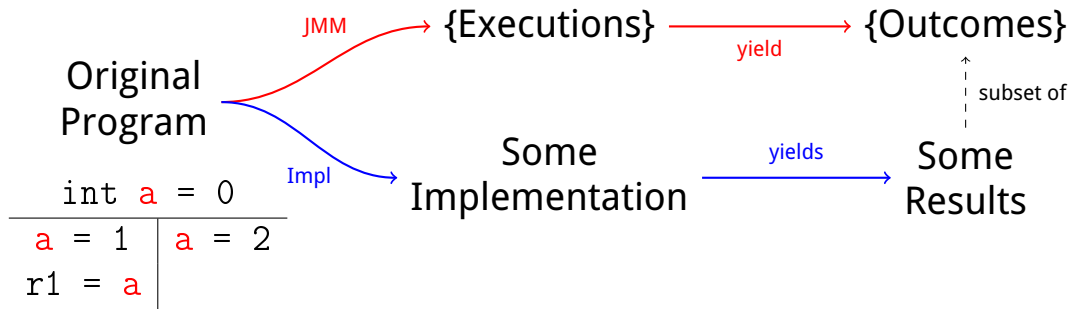 JMM
{Executions}
yield
{Outcomes}
Original
Program
subset of
Impl
Some
Implementation
yields
Some
Results
int a = 0
a = 1 a = 2
r1 = a